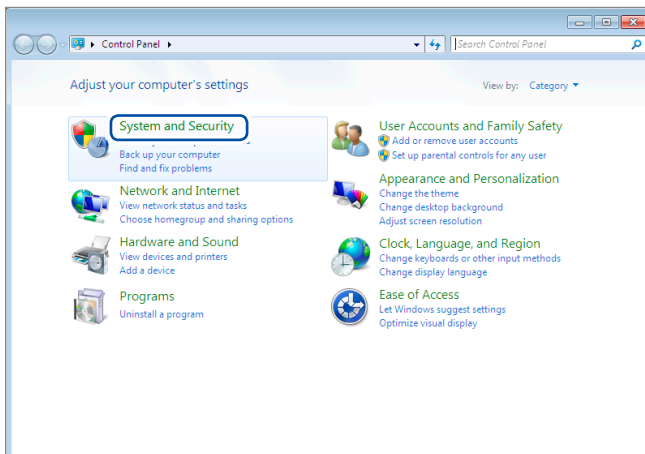 Control Panel
Search Control Panel
Adjust your computer's settings
View by: Category
System and Security
Back up your computer
Find and fix problems
Network and Internet
View network status and tasks
Choose homegroup and sharing options
Hardware and Sound
View devices and printers
Add a device
Programs
Uninstall a program
User Accounts and Family Safety
Add or remove user accounts
Set up parental controls for any user
Appearance and Personalization
Change the theme
Change desktop background
Adjust screen resolution
Clock, Language, and Region
Change keyboards or other input methods
Change display language
Ease of Access
Let Windows suggest settings
Optimize visual display